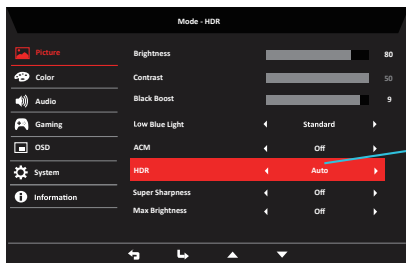 Mode - HDR
Picture
Brightness 80
Color
Contrast 50
Audio
Black Boost 9
Gaming
Low Blue Light Standard
OSD
ACM Off
System
HDR Auto
Information
Super Sharpness Off
Max Brightness Off